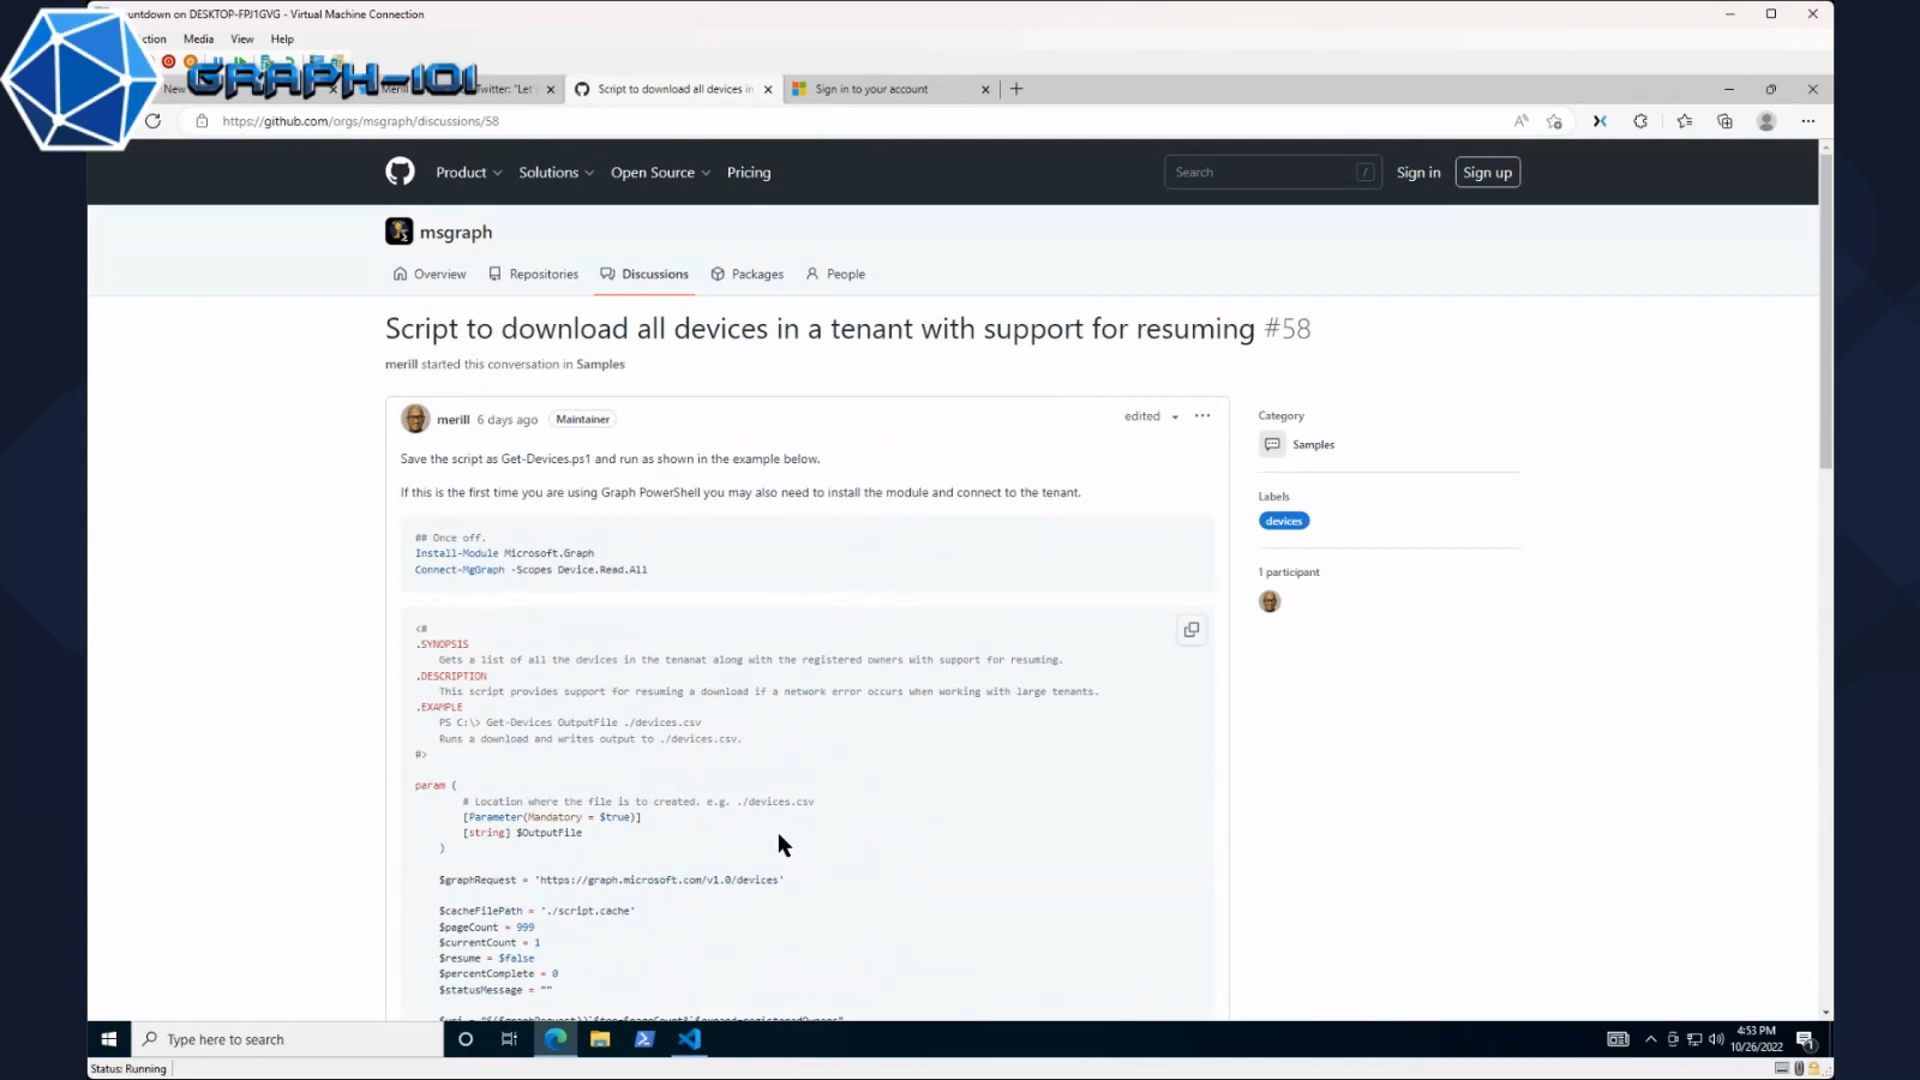 ountdown on DESKTOP-FPJ1GVG - Virtual Machine Connection
ction Media View Help
GRAPH-101
New
Meril
Twitter: "Let'
Script to download all devices in
Sign in to your account
https://github.com/orgs/msgraph/discussions/58
Product Solutions Open Source Pricing
Search /
Sign in Sign up
msgraph
Overview Repositories Discussions Packages People
Script to download all devices in a tenant with support for resuming #58
merill started this conversation in Samples
merill 6 days ago Maintainer
edited
Save the script as Get-Devices.ps1 and run as shown in the example below.
If this is the first time you are using Graph PowerShell you may also need to install the module and connect to the tenant.
## Once off.
Install-Module Microsoft.Graph
Connect-MgGraph -Scopes Device.Read.All
<#
.SYNOPSIS
Gets a list of all the devices in the tenanat along with the registered owners with support for resuming.
.DESCRIPTION
This script provides support for resuming a download if a network error occurs when working with large tenants.
.EXAMPLE
PS C:\> Get-Devices OutputFile ./devices.csv
Runs a download and writes output to ./devices.csv.
#>
param (
# Location where the file is to created. e.g. ./devices.csv
[Parameter(Mandatory = $true)]
[string] $OutputFile
)
$graphRequest = 'https://graph.microsoft.com/v1.0/devices'
$cacheFilePath = './script.cache'
$pageCount = 999
$currentCount = 1
$resume = $false
$percentComplete = 0
$statusMessage = ""
Category
Samples
Labels
devices
1 participant
Type here to search
4:53 PM
10/26/2022
1
Status: Running